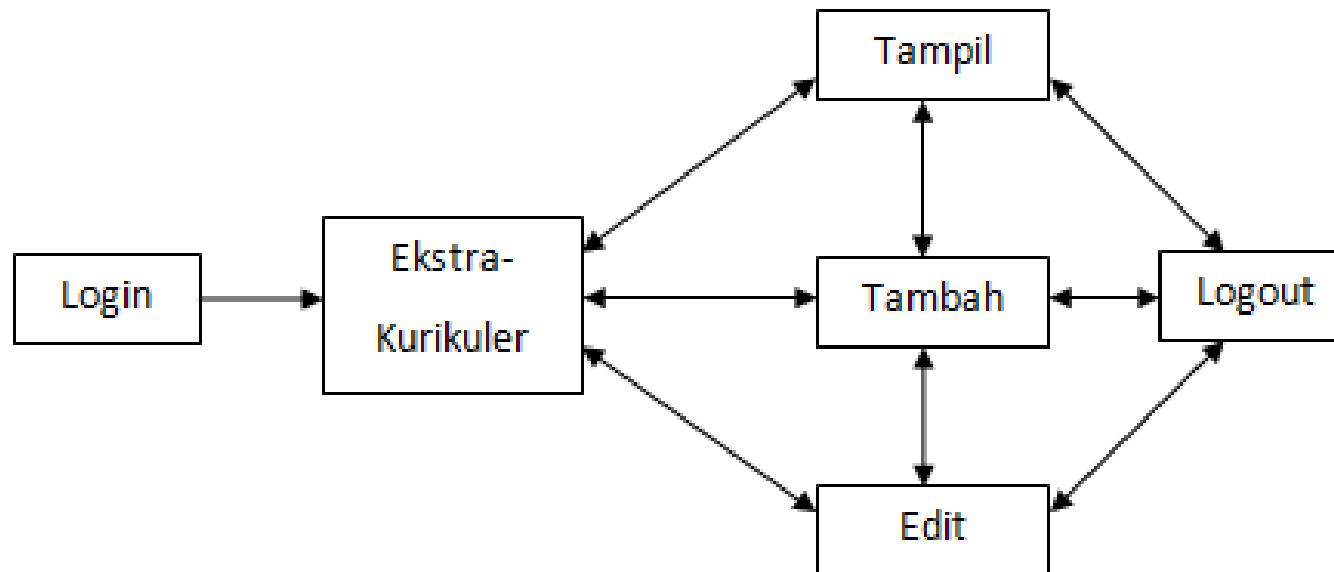 Tampil
Login
Ekstra-
Kurikuler
Tambah
Logout
Edit